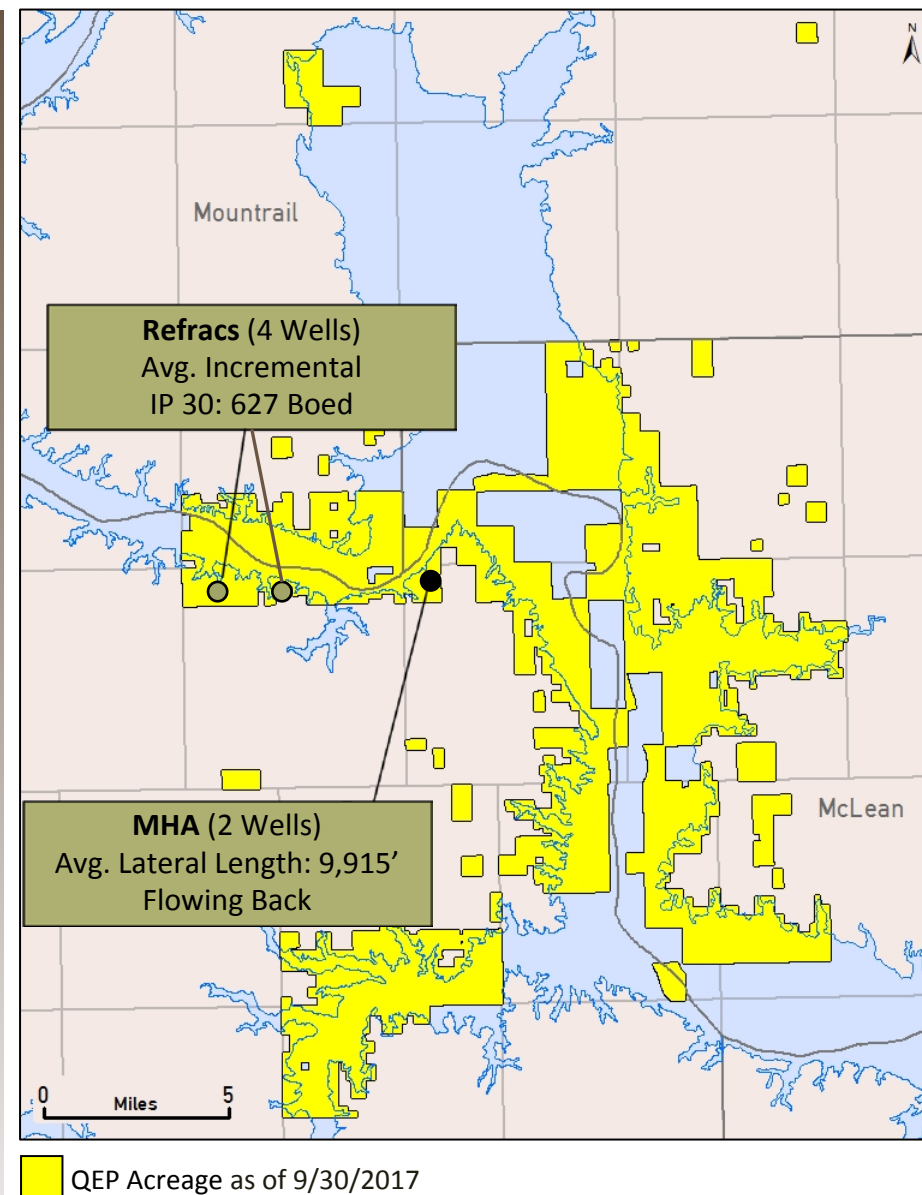 N
Mountrail
Refracs (4 Wells)
Avg. Incremental
IP 30: 627 Boed
McLean
MHA (2 Wells)
Avg. Lateral Length: 9,915’
Flowing Back
0 Miles 5
QEP Acreage as of 9/30/2017